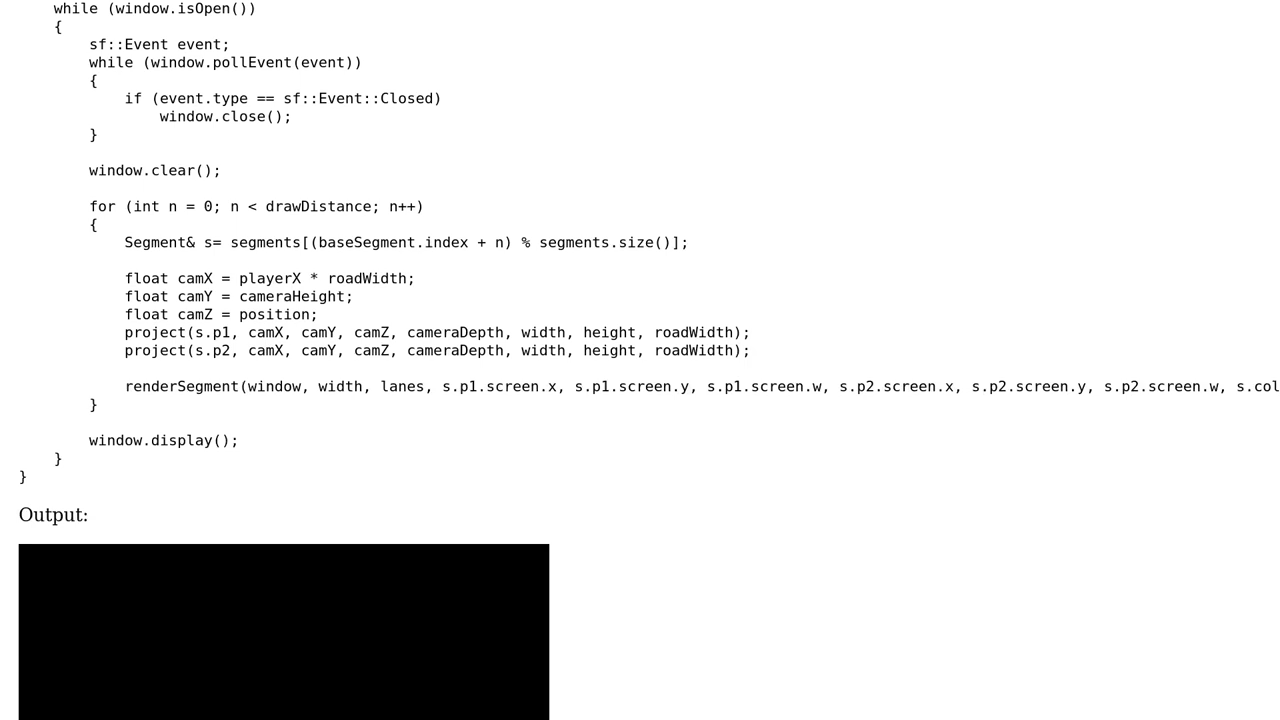 while (window.isOpen())
{
sf::Event event;
while (window.pollEvent(event))
{
if (event.type == sf::Event::Closed)
window.close();
}
window.clear();
for (int n = 0; n < drawDistance; n++)
{
Segment& s= segments[(baseSegment.index + n) % segments.size()];
float camX = playerX * roadWidth;
float camY = cameraHeight;
float camZ = position;
project(s.p1, camX, camY, camZ, cameraDepth, width, height, roadWidth);
project(s.p2, camX, camY, camZ, cameraDepth, width, height, roadWidth);
renderSegment(window, width, lanes, s.p1.screen.x, s.p1.screen.y, s.p1.screen.w, s.p2.screen.x, s.p2.screen.y, s.p2.screen.w, s.col
}
window.display();
}
}
Output: